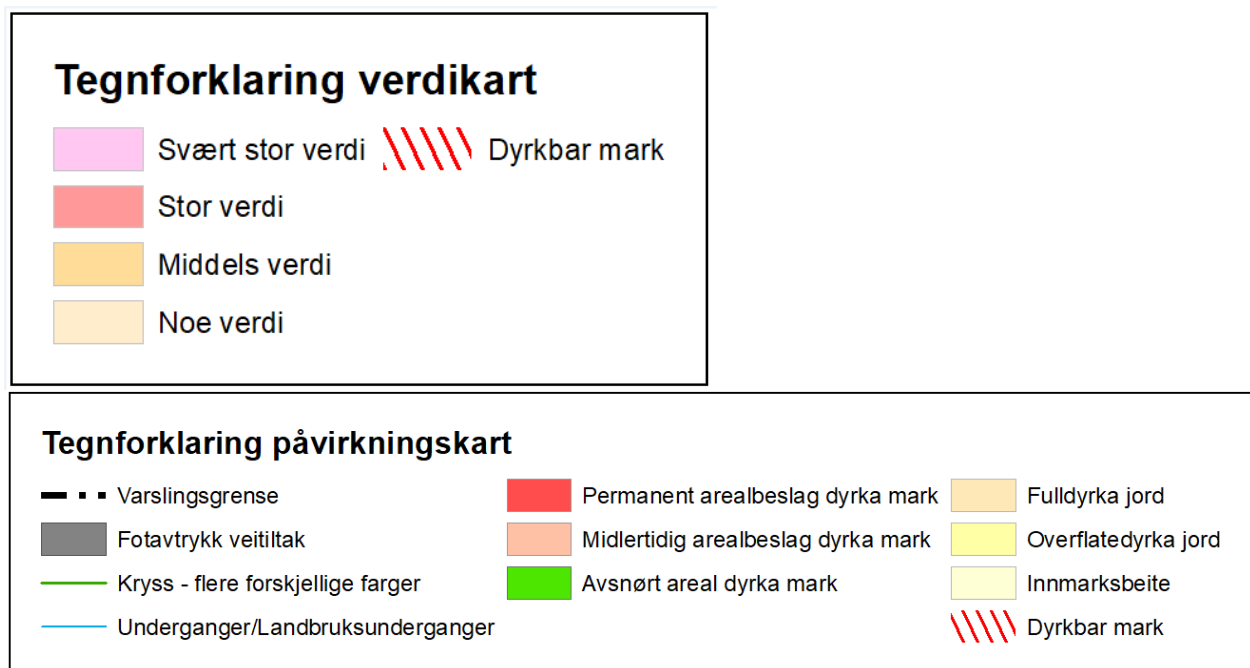 Tegnforklaring verdikart
Svært stor verdi
Dyrkbar mark
Stor verdi
Middels verdi
Noe verdi
Tegnforklaring påvirkningskart
Varslingsgrense
Fotavtrykk veitiltak
Kryss - flere forskjellige farger
Underganger/Landbruksunderganger
Permanent arealbeslag dyrka mark
Midlertidig arealbeslag dyrka mark
Avsnørt areal dyrka mark
Fulldyrka jord
Overflatedyrka jord
Innmarksbeite
Dyrkbar mark